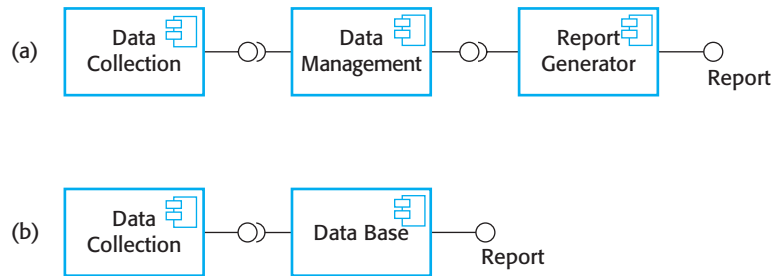 (a)
Data
Collection
Data
Management
Report
Generator
Report
(b)
Data
Collection
Data Base
Report